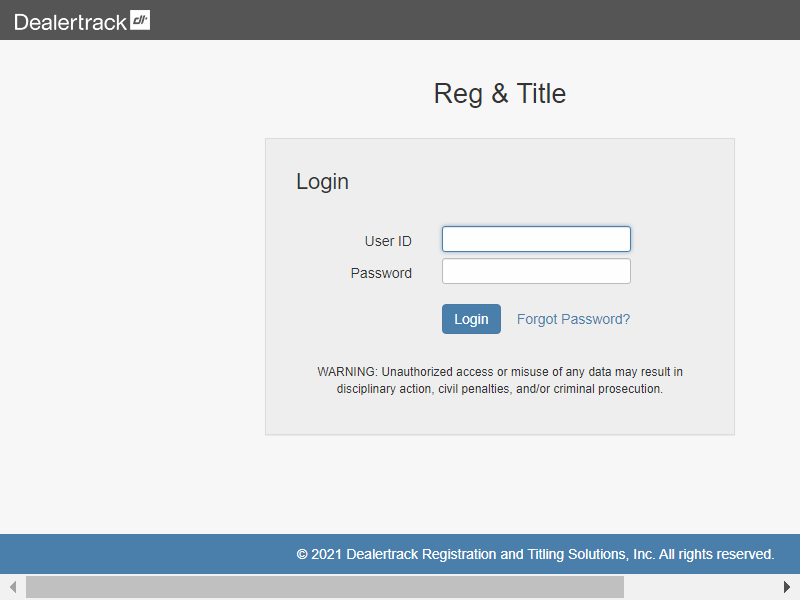 Dealertrack dt
Reg & Title
Login
User ID
Password
Login Forgot Password?
WARNING: Unauthorized access or misuse of any data may result in
disciplinary action, civil penalties, and/or criminal prosecution.
© 2021 Dealertrack Registration and Titling Solutions, Inc. All rights reserved.